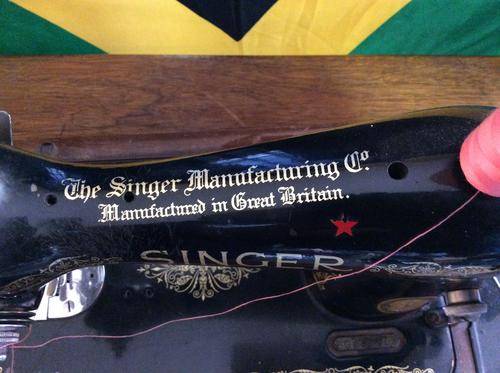 The Singer Manufacturing Co
Manufactured in Great Britain.
SINGER